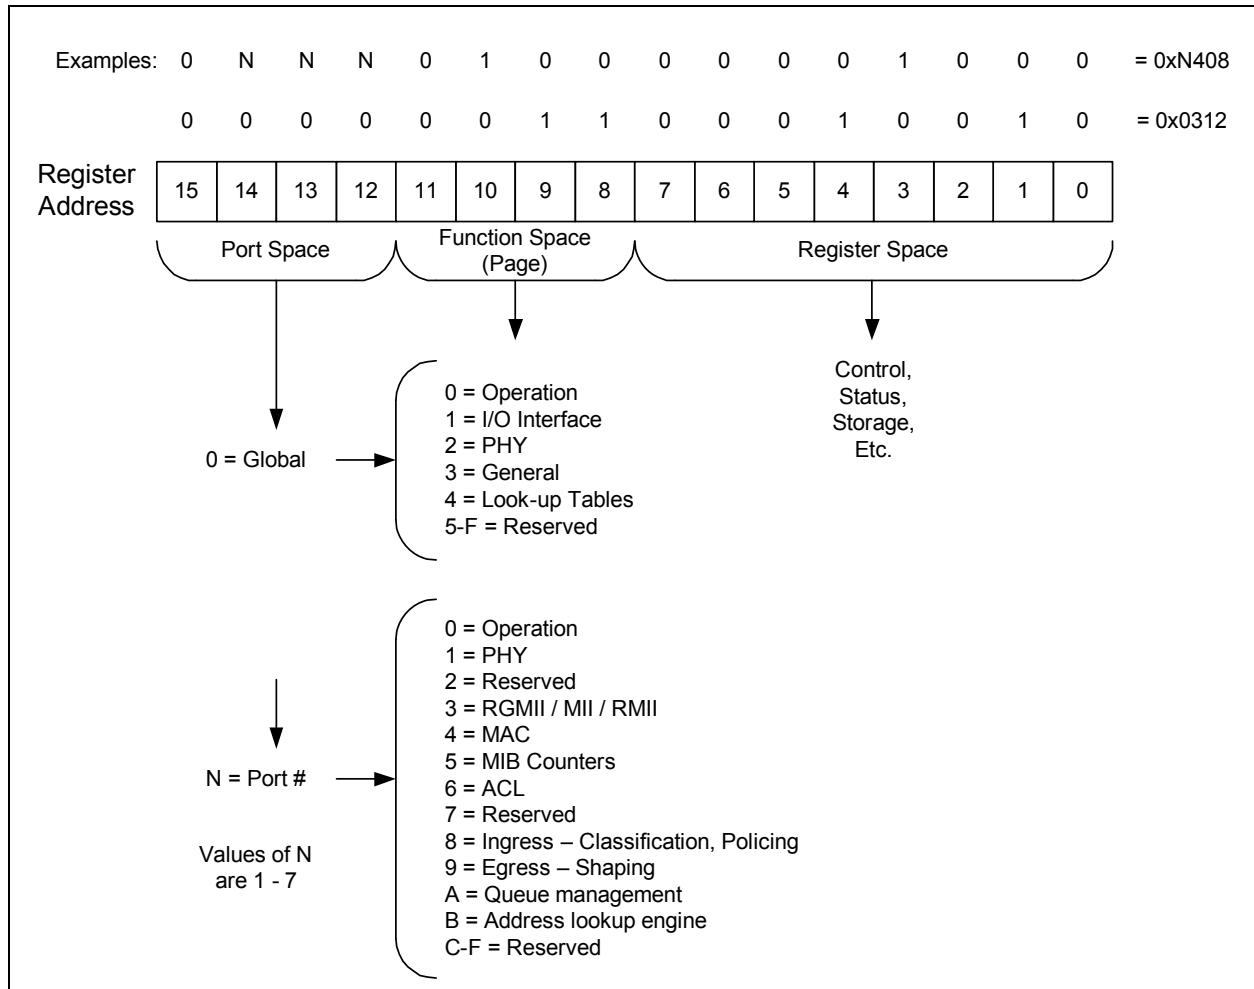 Examples: 0 N N N 0 1 0 0 0 0 0 0 1 0 0 0 = 0xN408
0 0 0 0 0 0 1 1 0 0 0 1 0 0 1 0 = 0x0312
Register
Address
15 14 13 12 11 10 9 8 7 6 5 4 3 2 1 0
Port Space
Function Space
(Page)
Register Space
0 = Global
0 = Operation
1 = I/O Interface
2 = PHY
3 = General
4 = Look-up Tables
5-F = Reserved
Control,
Status,
Storage,
Etc.
N = Port #
Values of N
are 1 - 7
0 = Operation
1 = PHY
2 = Reserved
3 = RGMII / MII / RMII
4 = MAC
5 = MIB Counters
6 = ACL
7 = Reserved
8 = Ingress – Classification, Policing
9 = Egress – Shaping
A = Queue management
B = Address lookup engine
C-F = Reserved